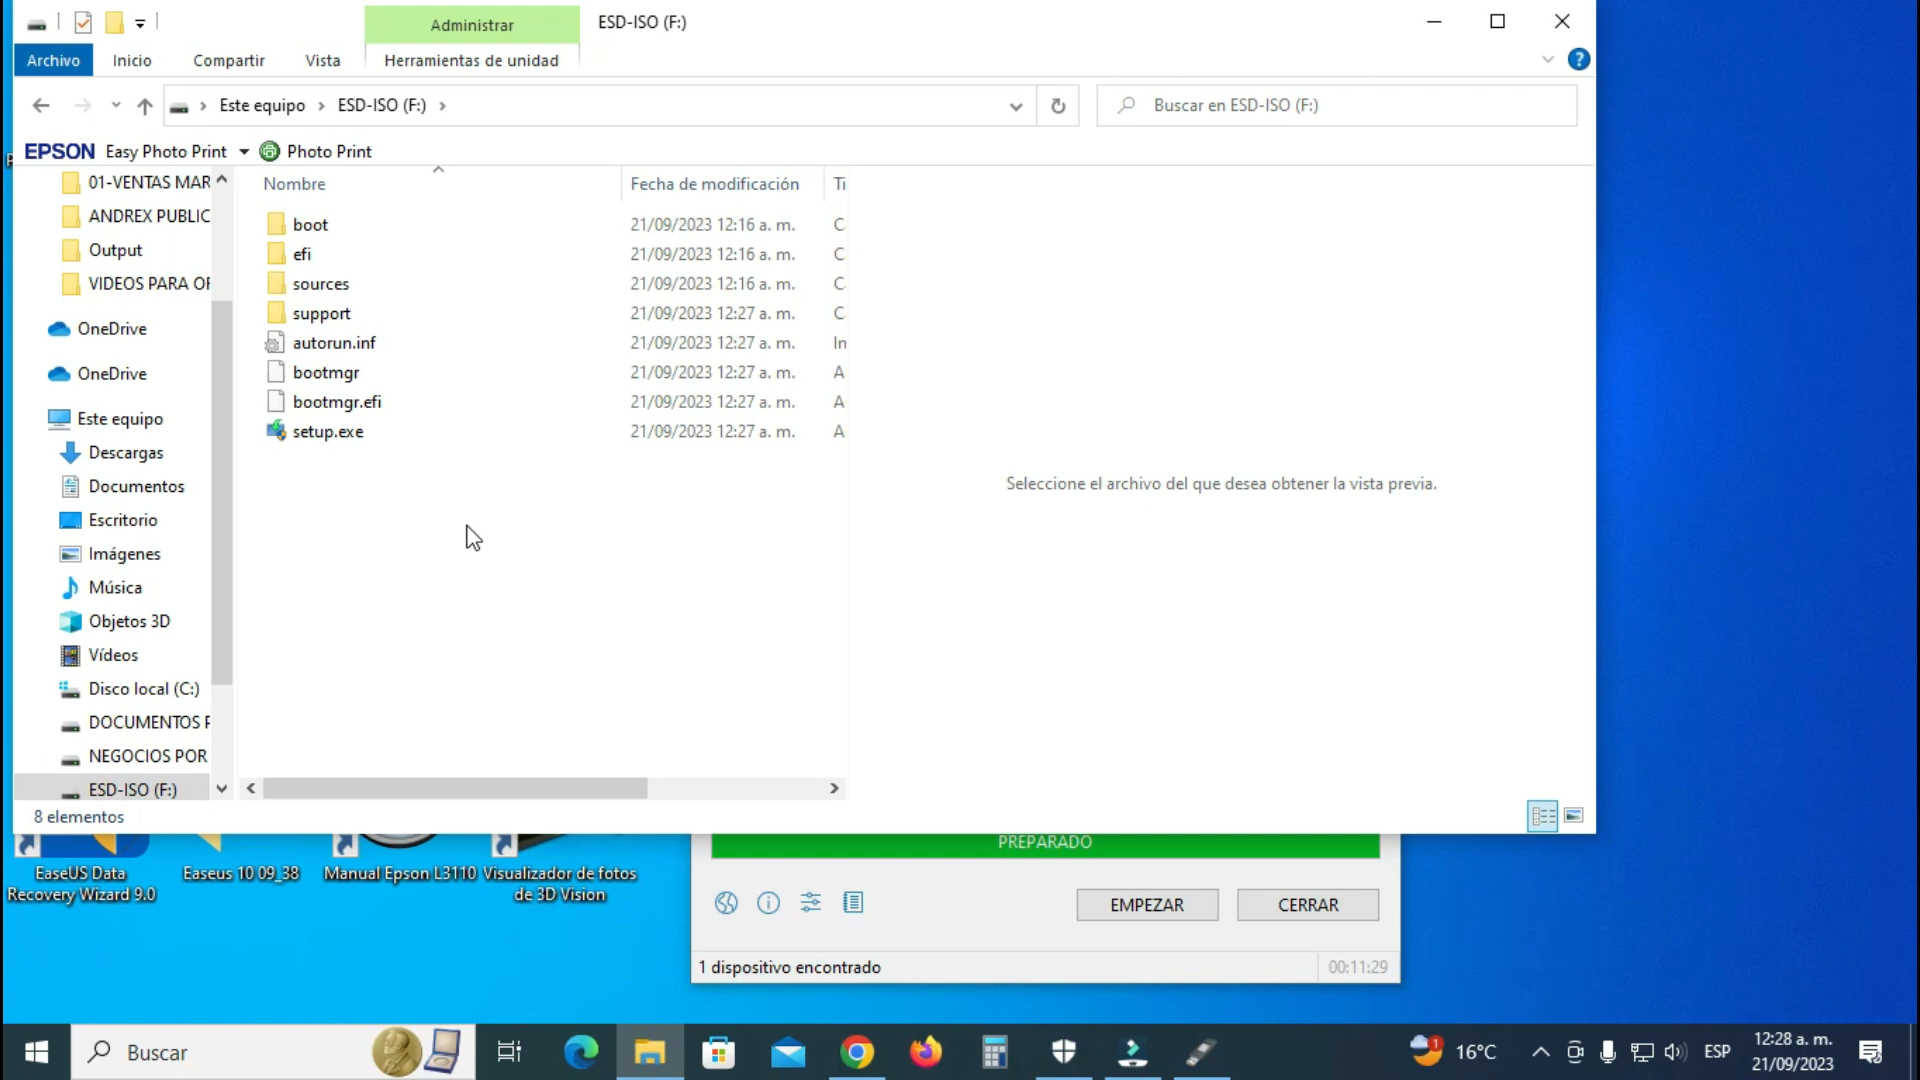 Administrar
ESD-ISO (F:)
Archivo
Inicio
Compartir
Vista
Herramientas de unidad
Este equipo
ESD-ISO (F:)
Buscar en ESD-ISO (F:)
EPSON Easy Photo Print
Photo Print
01-VENTAS MAR
ANDREX PUBLIC
Output
VIDEOS PARA OF
OneDrive
OneDrive
Este equipo
Descargas
Documentos
Escritorio
Imágenes
Música
Objetos 3D
Vídeos
Disco local (C:)
DOCUMENTOS P
NEGOCIOS POR
ESD-ISO (F:)
Nombre Fecha de modificación Ti
boot 21/09/2023 12:16 a. m. C
efi 21/09/2023 12:16 a. m. C
sources 21/09/2023 12:16 a. m. C
support 21/09/2023 12:27 a. m. C
autorun.inf 21/09/2023 12:27 a. m. In
bootmgr 21/09/2023 12:27 a. m. A
bootmgr.efi 21/09/2023 12:27 a. m. A
setup.exe 21/09/2023 12:27 a. m. A
Seleccione el archivo del que desea obtener la vista previa.
8 elementos
EaseUS Data
Recovery Wizard 9.0
Easeus 10 09_38
Manual Epson L3110
Visualizador de fotos
de 3D Vision
PREPARADO
EMPEZAR
CERRAR
1 dispositivo encontrado
00:11:29
Buscar
1
16°C
ESP
12:28 a. m.
21/09/2023